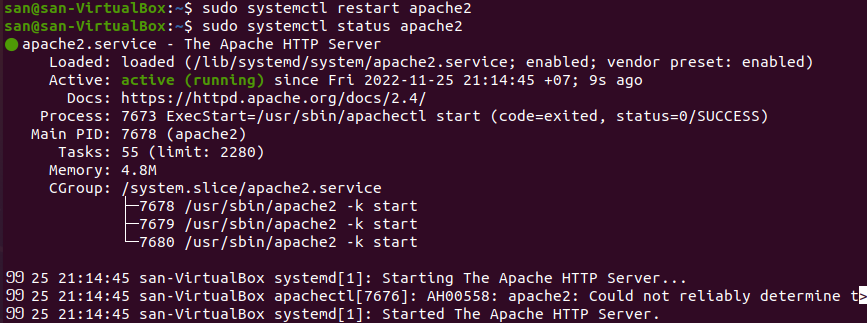 san@san-VirtualBox:~$ sudo systemctl restart apache2
san@san-VirtualBox:~$ sudo systemctl status apache2
● apache2.service - The Apache HTTP Server
     Loaded: loaded (/lib/systemd/system/apache2.service; enabled; vendor preset: enabled)
     Active: active (running) since Fri 2022-11-25 21:14:45 +07; 9s ago
       Docs: https://httpd.apache.org/docs/2.4/
    Process: 7673 ExecStart=/usr/sbin/apachectl start (code=exited, status=0/SUCCESS)
   Main PID: 7678 (apache2)
      Tasks: 55 (limit: 2280)
     Memory: 4.8M
     CGroup: /system.slice/apache2.service
             ├─7678 /usr/sbin/apache2 -k start
             ├─7679 /usr/sbin/apache2 -k start
             └─7680 /usr/sbin/apache2 -k start
១១ 25 21:14:45 san-VirtualBox systemd[1]: Starting The Apache HTTP Server...
១១ 25 21:14:45 san-VirtualBox apachectl[7676]: AH00558: apache2: Could not reliably determine t>
១១ 25 21:14:45 san-VirtualBox systemd[1]: Started The Apache HTTP Server.